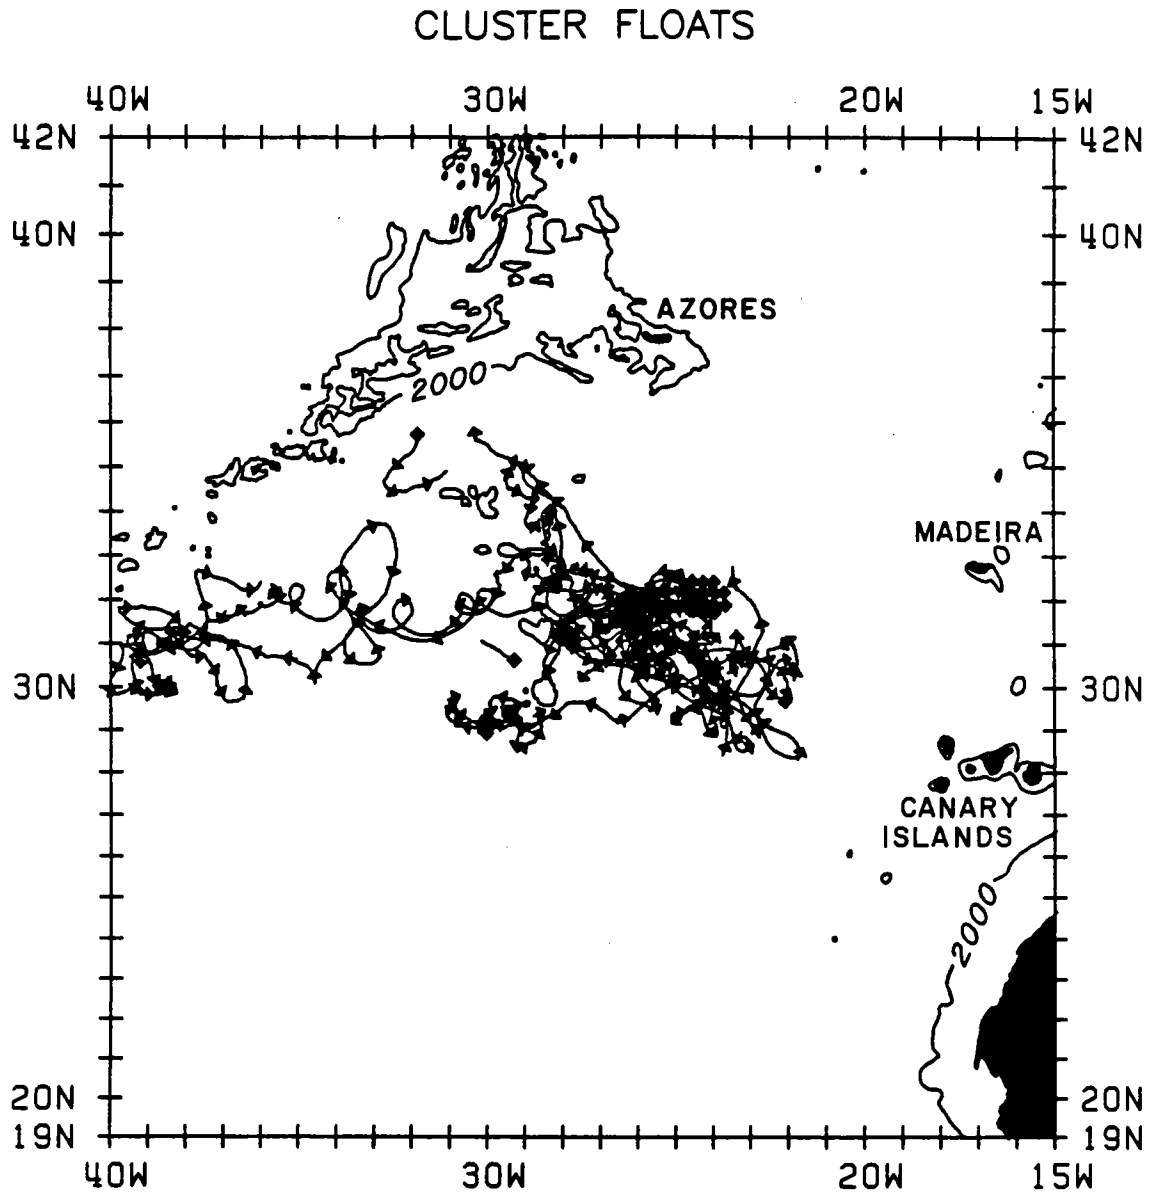 CLUSTER FLOATS
40W 30W 20W 15W
42N 42N
40N 40N
AZORES
2000
MADEIRA
30N 30N
CANARY
ISLANDS
2000
20N 20N
19N 19N
40W 30W 20W 15W